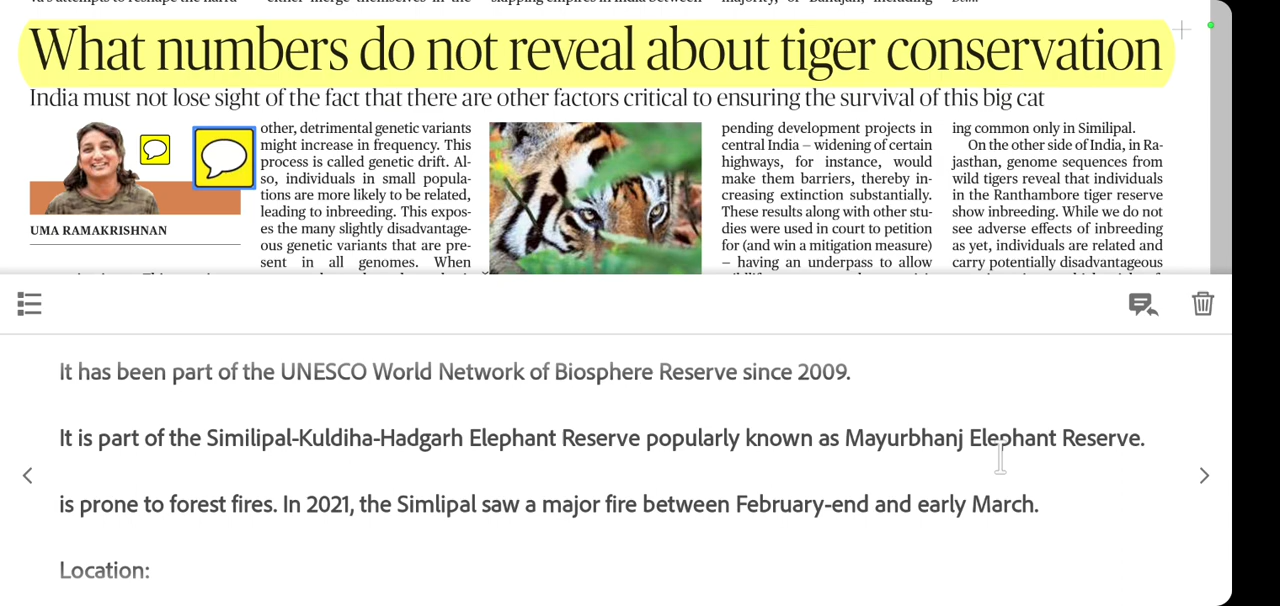 What numbers do not reveal about tiger conservation
India must not lose sight of the fact that there are other factors critical to ensuring the survival of this big cat
UMA RAMAKRISHNAN
other, detrimental genetic variants
might increase in frequency. This
process is called genetic drift. Al-
so, individuals in small popula-
tions are more likely to be related,
leading to inbreeding. This expos-
es the many slightly disadvantage-
ous genetic variants that are pre-
sent in all genomes. When
pending development projects in
central India – widening of certain
highways, for instance, would
make them barriers, thereby in-
creasing extinction substantially.
These results along with other stu-
dies were used in court to petition
for (and win a mitigation measure)
– having an underpass to allow
ing common only in Similipal.
On the other side of India, in Ra-
jasthan, genome sequences from
wild tigers reveal that individuals
in the Ranthambore tiger reserve
show inbreeding. While we do not
see adverse effects of inbreeding
as yet, individuals are related and
carry potentially disadvantageous
It has been part of the UNESCO World Network of Biosphere Reserve since 2009.
It is part of the Similipal-Kuldiha-Hadgarh Elephant Reserve popularly known as Mayurbhanj Elephant Reserve.
is prone to forest fires. In 2021, the Simlipal saw a major fire between February-end and early March.
Location: